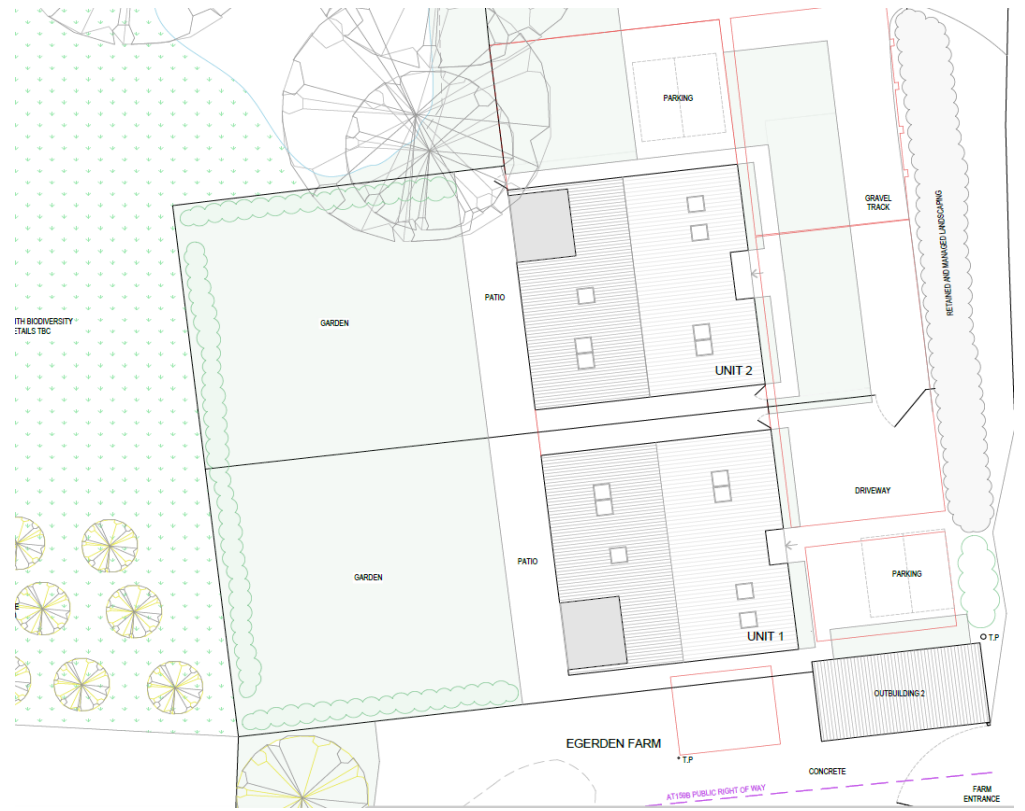 PARKING
GRAVEL
TRACK
RETAINED AND MANAGED LANDSCAPING
PATIO
GARDEN
ITH BIODIVERSITY
ETAILS TBC
UNIT 2
DRIVEWAY
PATIO
GARDEN
PARKING
UNIT 1
T.P
OUTBUILDING 2
EGERDEN FARM
T.P
CONCRETE
AT159B PUBLIC RIGHT OF WAY
FARM
ENTRANCE